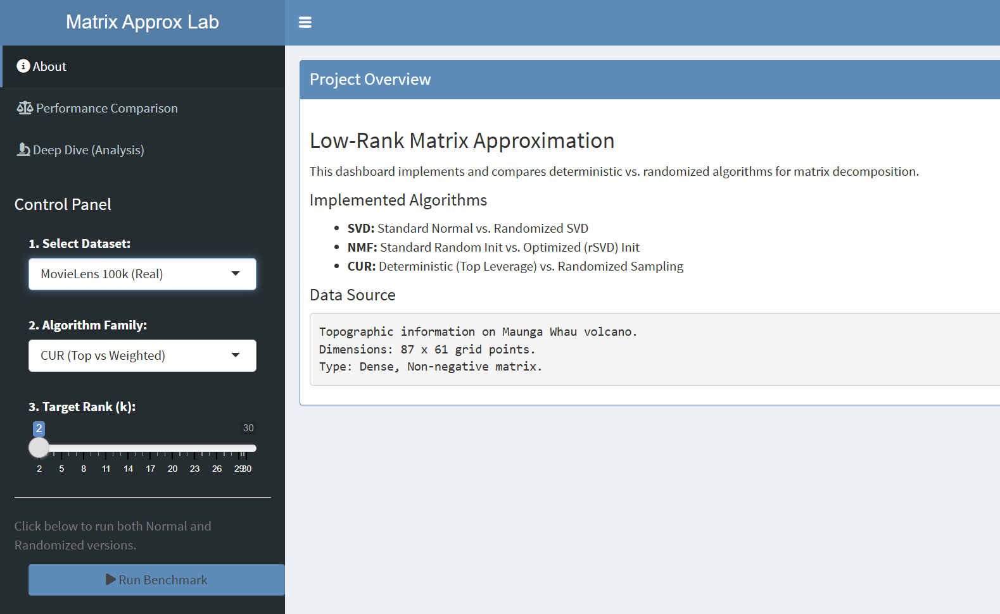 Matrix Approx Lab
About
Performance Comparison
Deep Dive (Analysis)
Control Panel
1. Select Dataset:
MovieLens 100k (Real)
2. Algorithm Family:
CUR (Top vs Weighted)
3. Target Rank (k):
2 30
2 5 8 11 14 17 20 23 26 29 30
Click below to run both Normal and
Randomized versions.
Run Benchmark
Project Overview
Low-Rank Matrix Approximation
This dashboard implements and compares deterministic vs. randomized algorithms for matrix decomposition.
Implemented Algorithms
SVD: Standard Normal vs. Randomized SVD
NMF: Standard Random Init vs. Optimized (rSVD) Init
CUR: Deterministic (Top Leverage) vs. Randomized Sampling
Data Source
Topographic information on Maunga Whau volcano.
Dimensions: 87 x 61 grid points.
Type: Dense, Non-negative matrix.